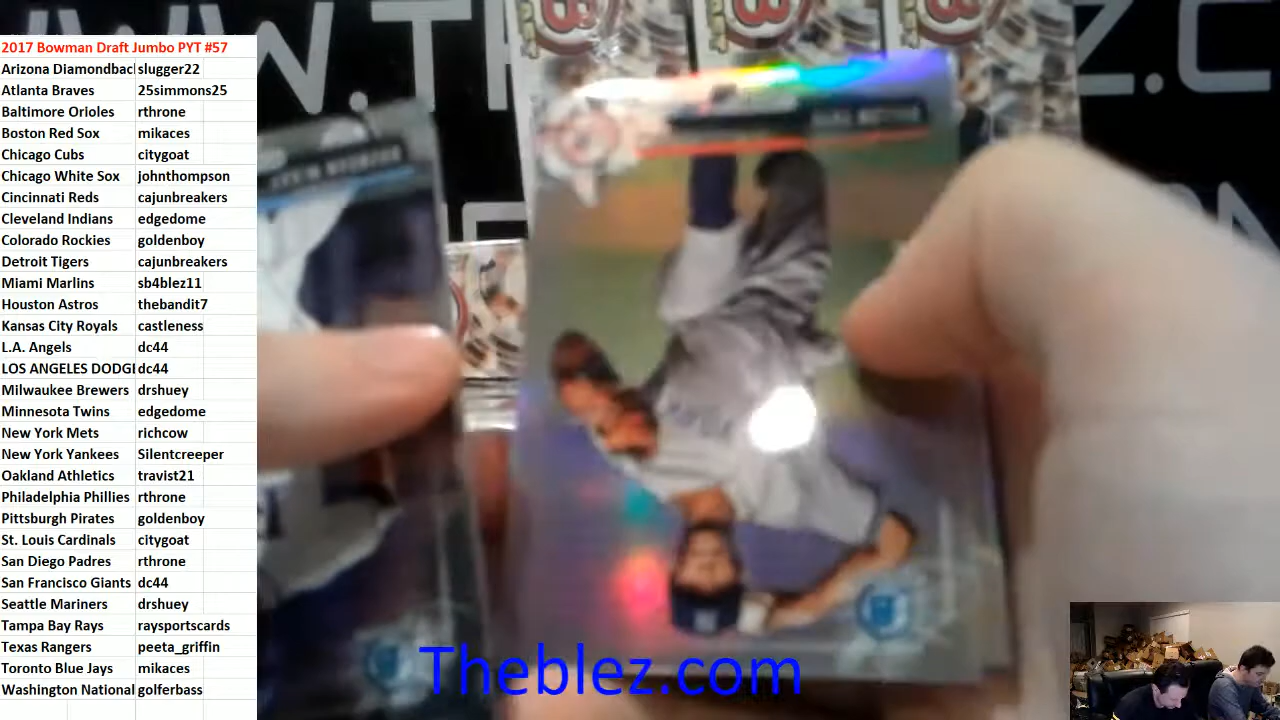 2017 Bowman Draft Jumbo PYT #57
Arizona Diamondbac slugger22
Atlanta Braves 25simmons25
Baltimore Orioles rthrone
Boston Red Sox mikaces
Chicago Cubs citygoat
Chicago White Sox johnthompson
Cincinnati Reds cajunbreakers
Cleveland Indians edgedome
Colorado Rockies goldenboy
Detroit Tigers cajunbreakers
Miami Marlins sb4blez11
Houston Astros thebandit7
Kansas City Royals castleness
L.A. Angels dc44
LOS ANGELES DODG dc44
Milwaukee Brewers drshuey
Minnesota Twins edgedome
New York Mets richcow
New York Yankees Silentcreeper
Oakland Athletics travist21
Philadelphia Phillies rthrone
Pittsburgh Pirates goldenboy
St. Louis Cardinals citygoat
San Diego Padres rthrone
San Francisco Giants dc44
Seattle Mariners drshuey
Tampa Bay Rays raysportscards
Texas Rangers peeta_griffin
Toronto Blue Jays mikaces
Washington National golferbass
Theblez.com